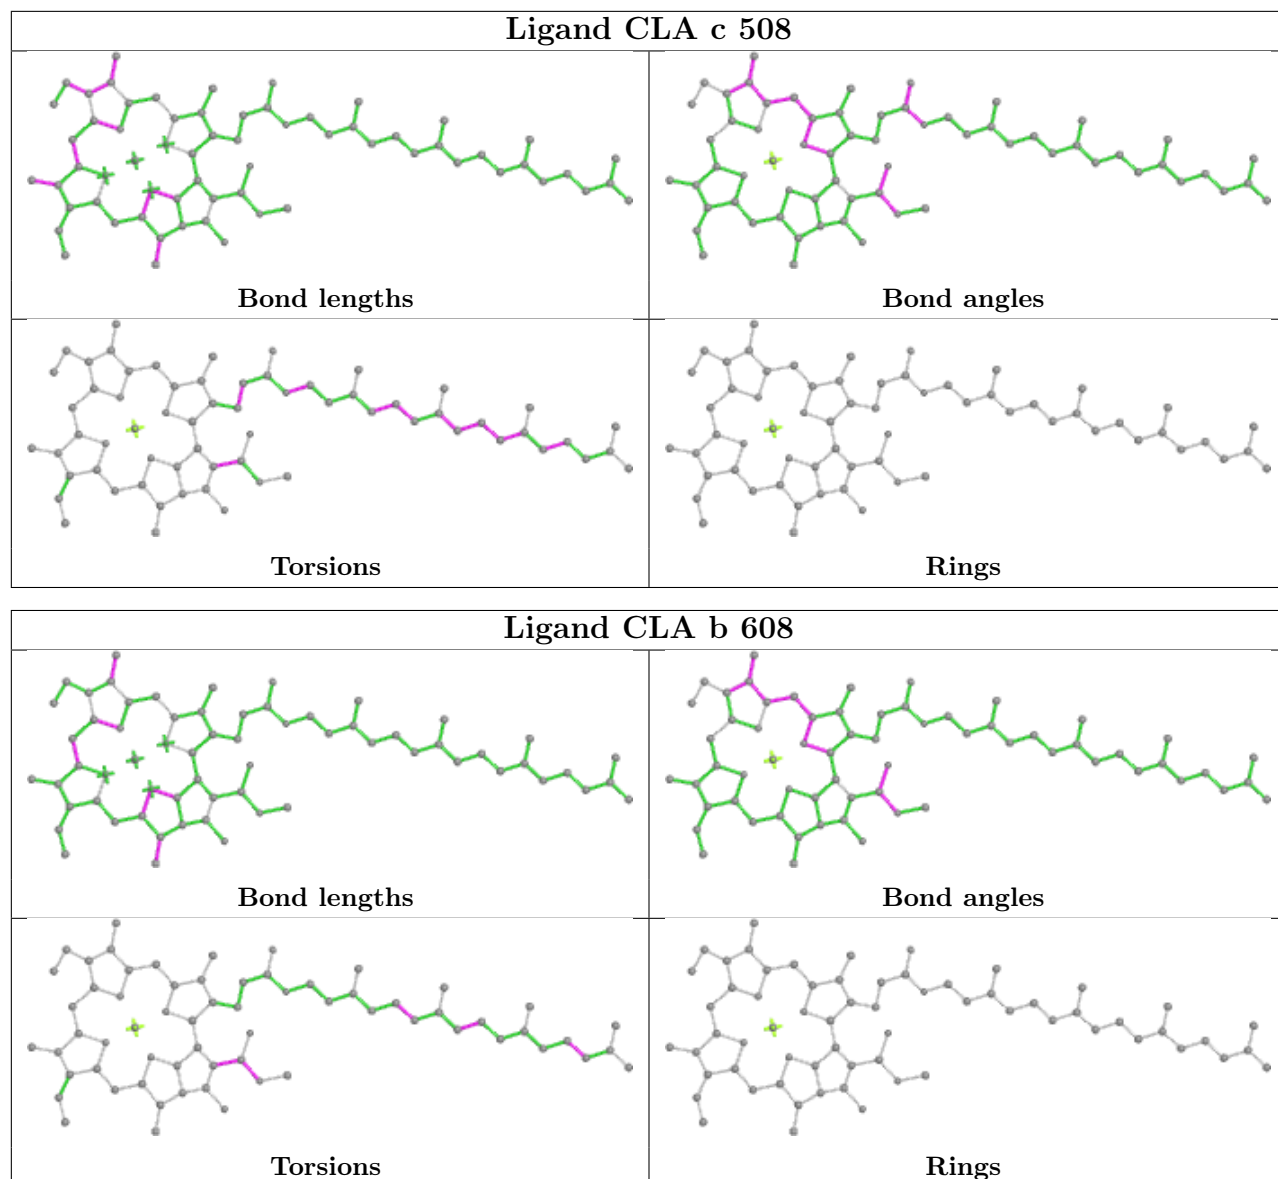 Ligand CLA c 508
Bond lengths
Bond angles
Torsions
Rings
Ligand CLA b 608
Bond lengths
Bond angles
Torsions
Rings